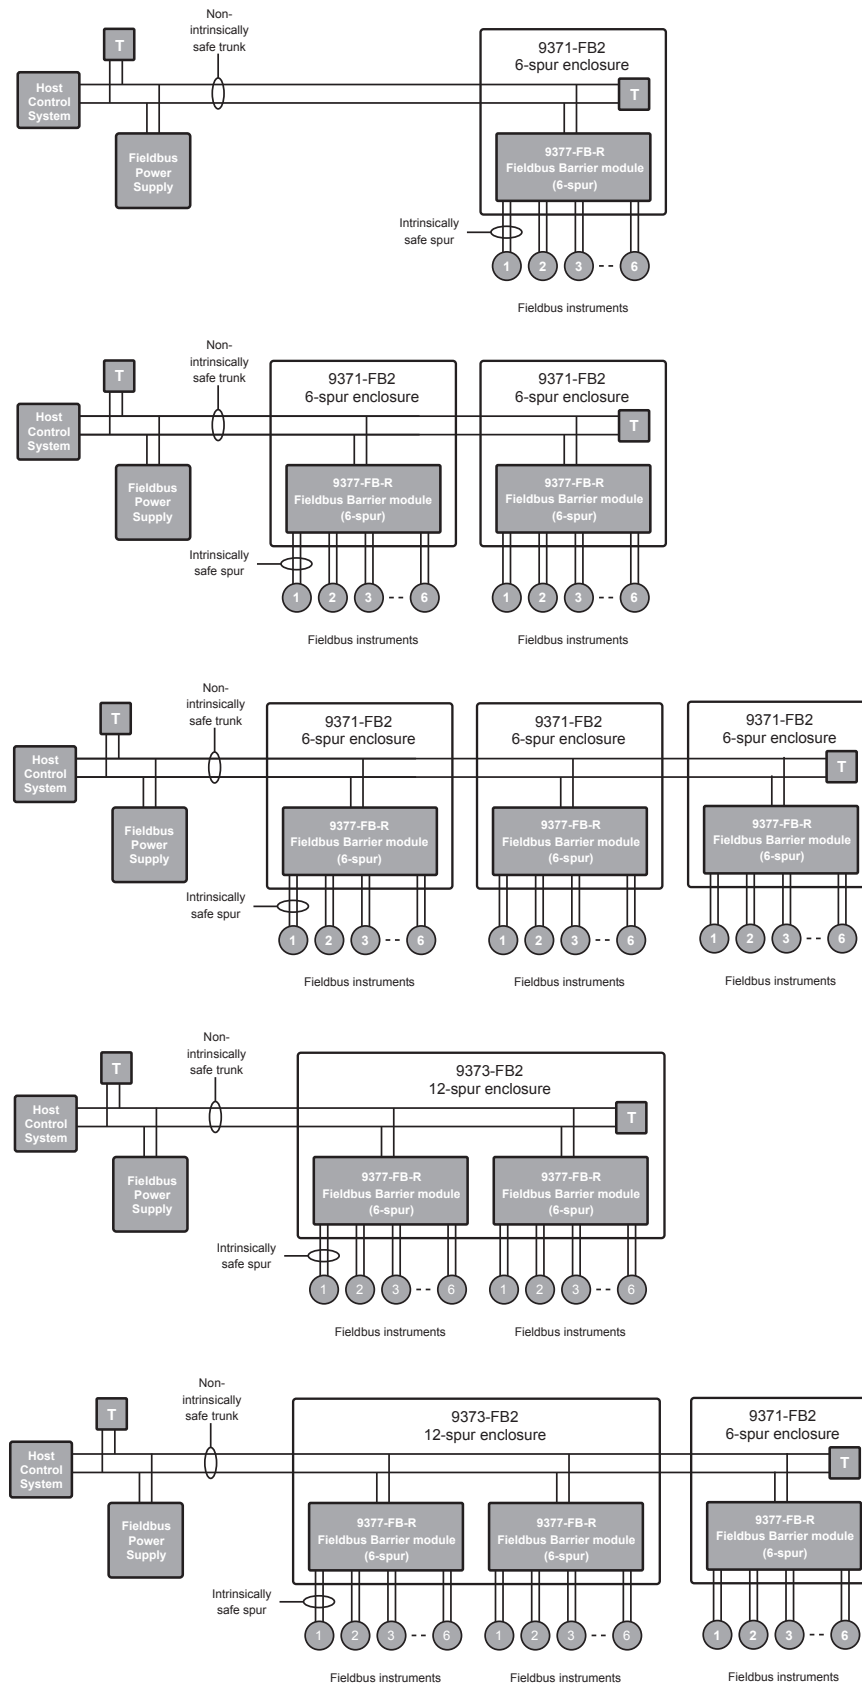 Non-
intrinsically
safe trunk
T
Host
Control
System
Fieldbus
Power
Supply
9371-FB2
6-spur enclosure
T
9377-FB-R
Fieldbus Barrier module
(6-spur)
Intrinsically
safe spur
1 2 3 -- 6
Fieldbus instruments
Non-
intrinsically
safe trunk
T
Host
Control
System
Fieldbus
Power
Supply
9371-FB2
6-spur enclosure
9371-FB2
6-spur enclosure
T
9377-FB-R
Fieldbus Barrier module
(6-spur)
9377-FB-R
Fieldbus Barrier module
(6-spur)
Intrinsically
safe spur
1 2 3 -- 6
1 2 3 -- 6
Fieldbus instruments
Fieldbus instruments
Non-
intrinsically
safe trunk
T
Host
Control
System
Fieldbus
Power
Supply
9371-FB2
6-spur enclosure
9371-FB2
6-spur enclosure
9371-FB2
6-spur enclosure
T
9377-FB-R
Fieldbus Barrier module
(6-spur)
9377-FB-R
Fieldbus Barrier module
(6-spur)
9377-FB-R
Fieldbus Barrier module
(6-spur)
Intrinsically
safe spur
1 2 3 -- 6
1 2 3 -- 6
1 2 3 -- 6
Fieldbus instruments
Fieldbus instruments
Fieldbus instruments
Non-
intrinsically
safe trunk
T
Host
Control
System
Fieldbus
Power
Supply
9373-FB2
12-spur enclosure
T
9377-FB-R
Fieldbus Barrier module
(6-spur)
9377-FB-R
Fieldbus Barrier module
(6-spur)
Intrinsically
safe spur
1 2 3 -- 6
1 2 3 -- 6
Fieldbus instruments
Fieldbus instruments
Non-
intrinsically
safe trunk
T
Host
Control
System
Fieldbus
Power
Supply
9373-FB2
12-spur enclosure
9371-FB2
6-spur enclosure
T
9377-FB-R
Fieldbus Barrier module
(6-spur)
9377-FB-R
Fieldbus Barrier module
(6-spur)
9377-FB-R
Fieldbus Barrier module
(6-spur)
Intrinsically
safe spur
1 2 3 -- 6
1 2 3 -- 6
1 2 3 -- 6
Fieldbus instruments
Fieldbus instruments
Fieldbus instruments